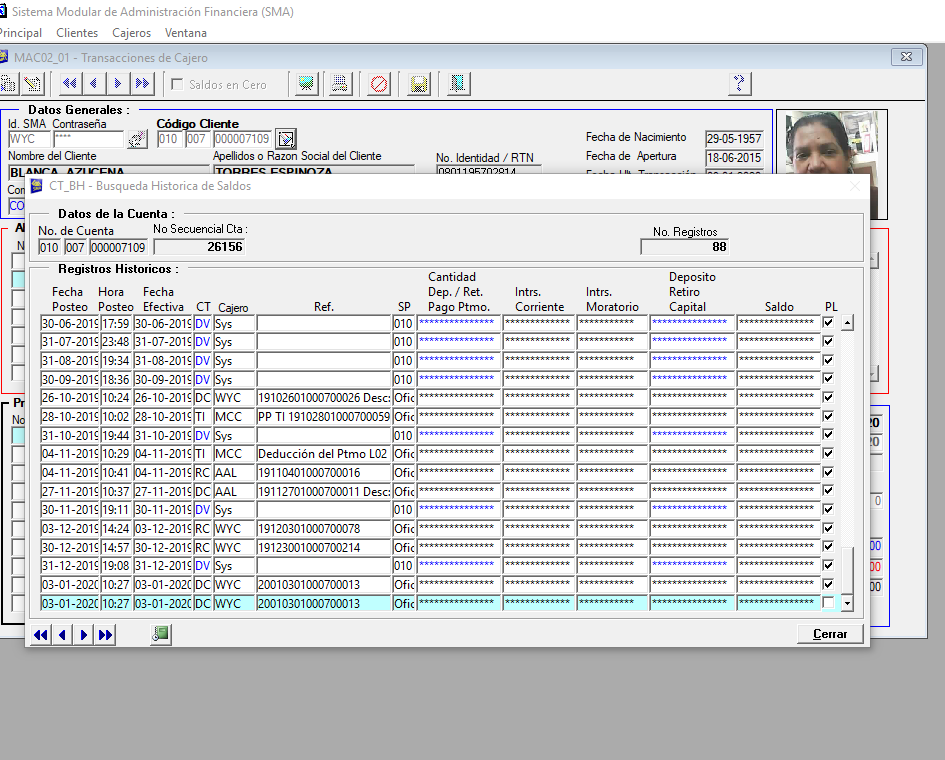 Sistema Modular de Administración Financiera (SMA)
Principal Clientes Cajeros Ventana
MAC02_01 - Transacciones de Cajero
Saldos en Cero
Datos Generales :
Id. SMA Contraseña Código Cliente
WYC **** 010 007 000007109
Fecha de Nacimiento 29-05-1957
Nombre del Cliente Apellidos o Razon Social del Cliente No. Identidad / RTN
Fecha de Apertura 18-06-2015
BLANCA AZUCENA TORRES ESPINOZA
CT_BH - Busqueda Historica de Saldos
Datos de la Cuenta :
No. de Cuenta No Secuencial Cta : No. Registros
010 007 000007109 26156 88
Registros Historicos :
Fecha Posteo Hora Posteo Fecha Efectiva CT Cajero Ref. SP Cantidad Dep. / Ret. Pago Ptmo. Intrs. Corriente Intrs. Moratorio Deposito Retiro Capital Saldo PL
30-06-2019 17:59 30-06-2019 DV Sys 010 ************** ************** *********** ************** **************
31-07-2019 23:48 31-07-2019 DV Sys 010 ************** ************** *********** ************** **************
31-08-2019 19:34 31-08-2019 DV Sys 010 ************** ************** *********** ************** **************
30-09-2019 18:36 30-09-2019 DV Sys 010 ************** ************** *********** ************** **************
26-10-2019 10:24 26-10-2019 DC WYC 19102601000700026 Desc: Ofic ************** ************** *********** ************** **************
28-10-2019 10:02 28-10-2019 TI MCC PP TI 19102801000700059 Ofic ************** ************** *********** ************** **************
31-10-2019 19:44 31-10-2019 DV Sys 010 ************** ************** *********** ************** **************
04-11-2019 10:29 04-11-2019 TI MCC Deducción del Ptmo L02 Ofic ************** ************** *********** ************** **************
04-11-2019 10:41 04-11-2019 RC AAL 19110401000700016 Ofic ************** ************** *********** ************** **************
27-11-2019 10:37 27-11-2019 DC AAL 19112701000700011 Desc: Ofic ************** ************** *********** ************** **************
30-11-2019 19:11 30-11-2019 DV Sys 010 ************** ************** *********** ************** **************
03-12-2019 14:24 03-12-2019 RC WYC 19120301000700078 Ofic ************** ************** *********** ************** **************
30-12-2019 14:57 30-12-2019 RC WYC 19123001000700214 Ofic ************** ************** *********** ************** **************
31-12-2019 19:08 31-12-2019 DV Sys 010 ************** ************** *********** ************** **************
03-01-2020 10:27 03-01-2020 DC WYC 20010301000700013 Ofic ************** ************** *********** ************** **************
03-01-2020 10:27 03-01-2020 DC WYC 20010301000700013 Ofic ************** ************** *********** ************** **************
Cerrar